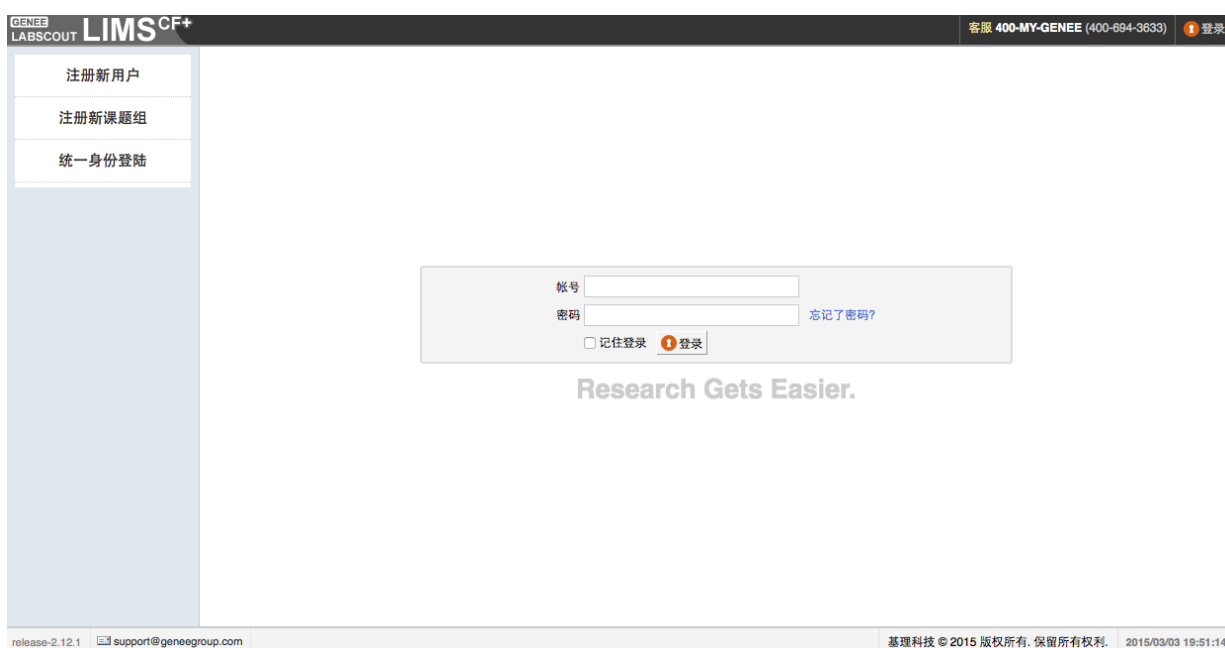 GENEE
LABSCOUT LIMS CF+
客服 400-MY-GENEE (400-694-3633) 登录
注册新用户
注册新课题组
统一身份登陆
帐号
密码 忘记了密码?
记住登录 登录
Research Gets Easier.
release-2.12.1 support@geneegroup.com 基理科技 © 2015 版权所有. 保留所有权利. 2015/03/03 19:51:14